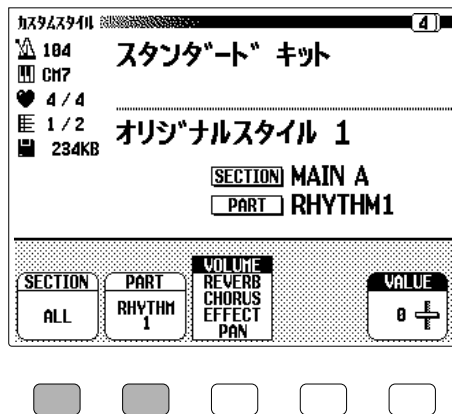 カスタムスタイル
4
104
CM7
4 / 4
1 / 2
234KB
スタンダード キット
オリジナルスタイル 1
SECTION MAIN A
PART RHYTHM1
SECTION
ALL
PART
RHYTHM
1
VOLUME
REVERB
CHORUS
EFFECT
PAN
VALUE
0